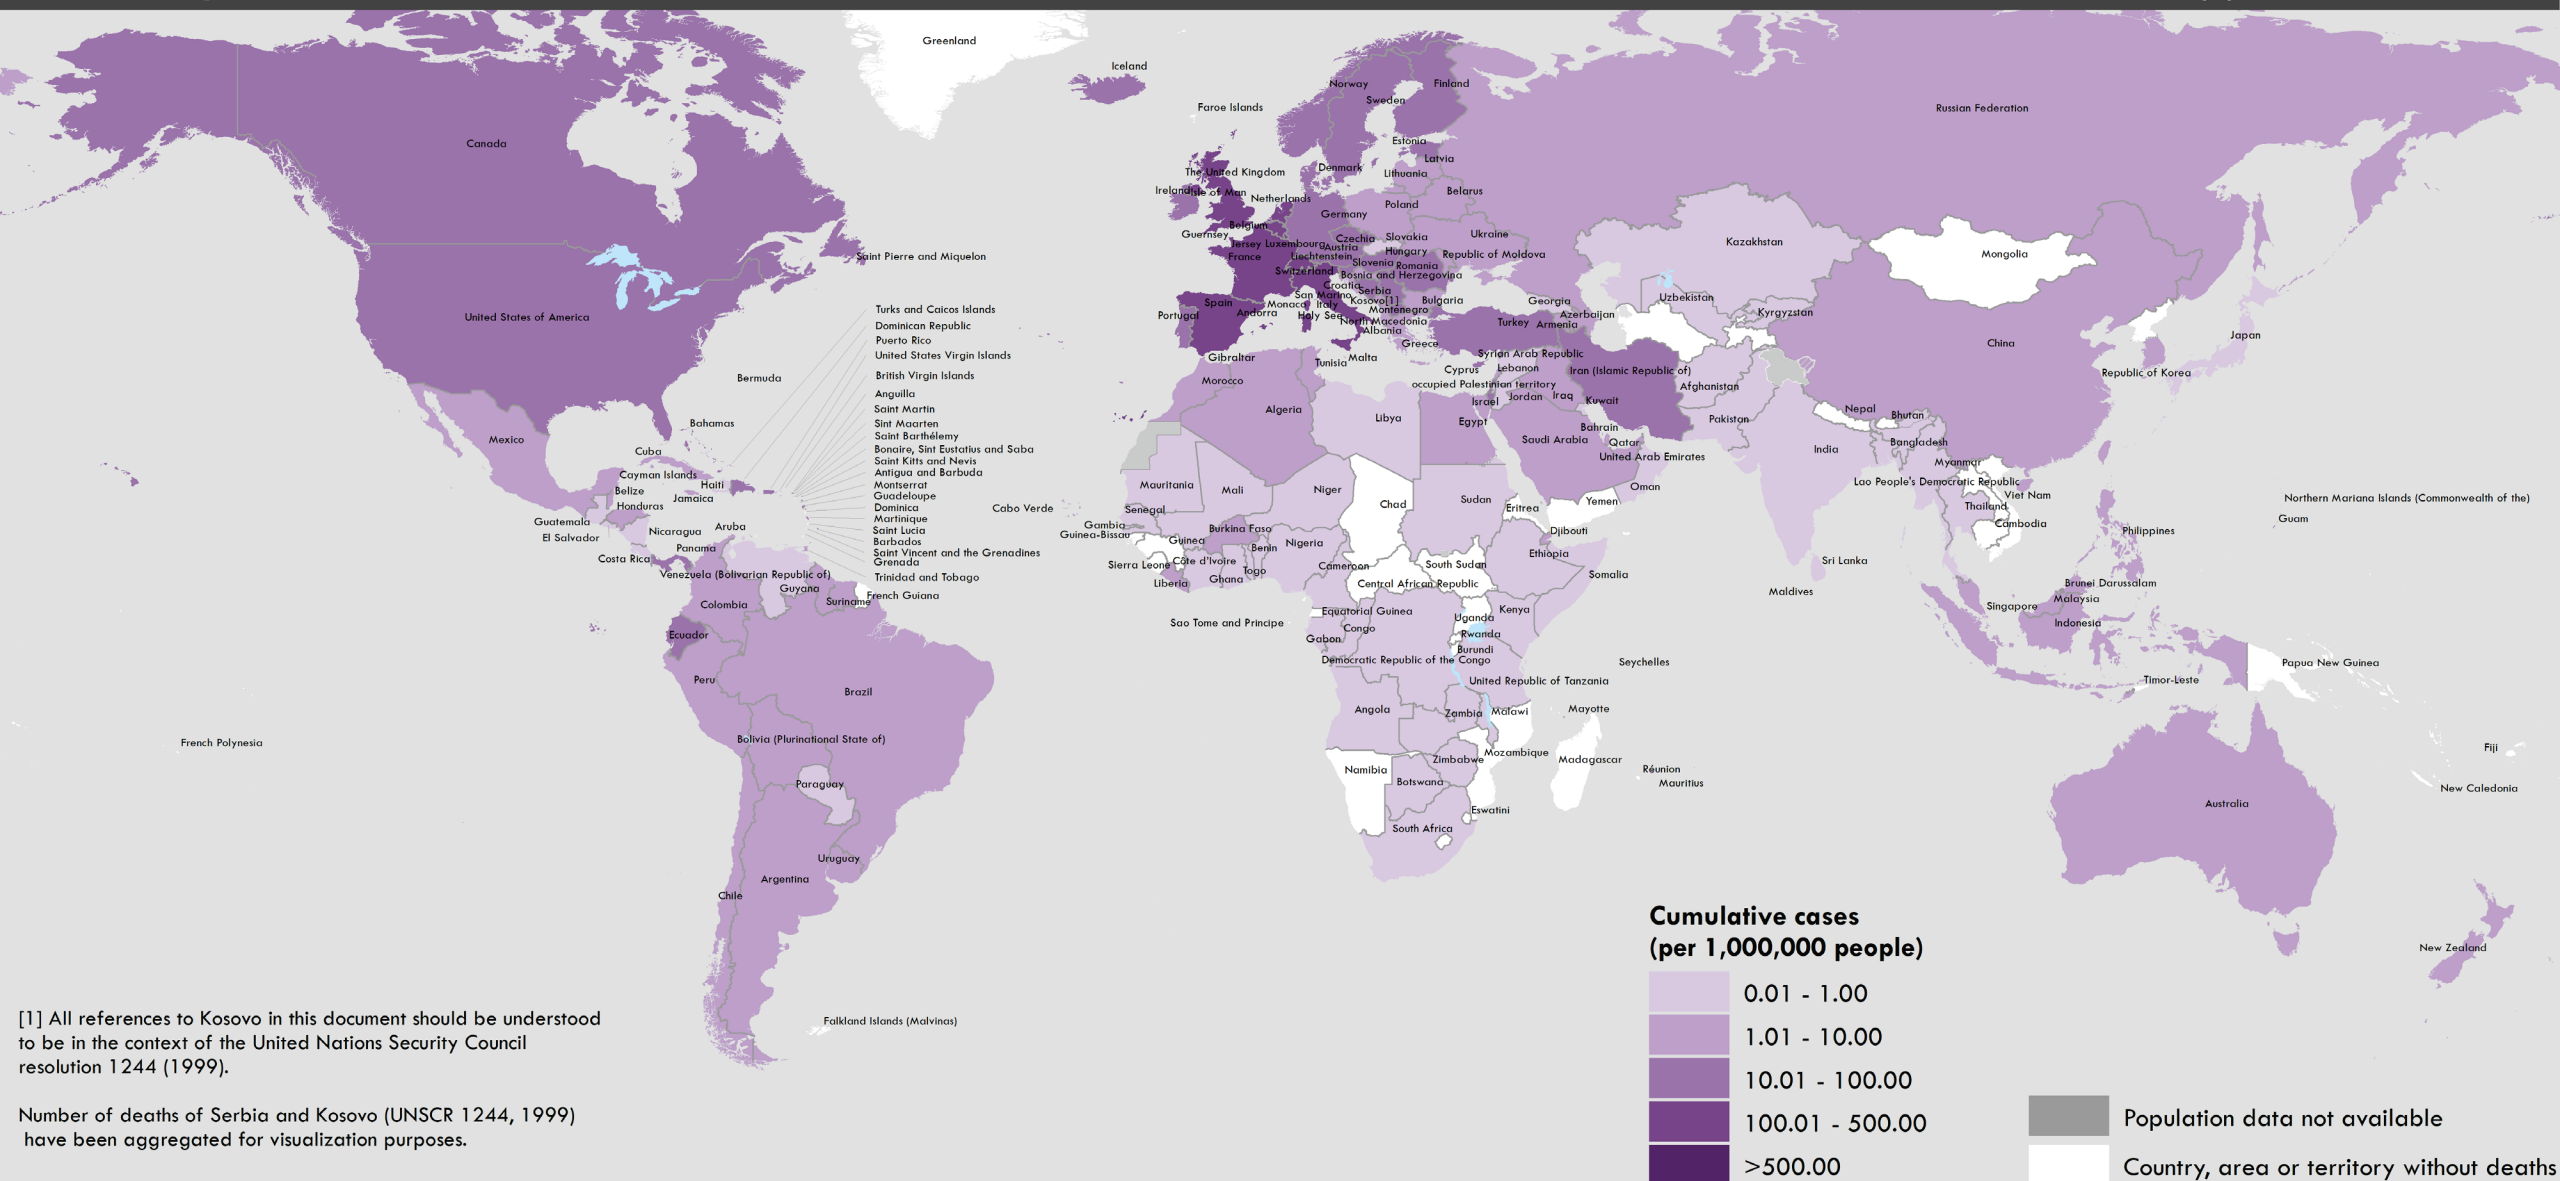 Greenland
Iceland
Faroe Islands
Norway
Sweden
Finland
Russian Federation
Canada
Estonia
Latvia
Denmark
Lithuania
The United Kingdom
Ireland
Isle of Man
Netherlands
Belarus
Poland
Germany
Belgium
Guernsey
Czechia
Slovakia
Ukraine
Jersey
Luxembourg
Austria
Hungary
Republic of Moldova
France
Liechtenstein
Slovenia
Romania
Switzerland
Bosnia and Herzegovina
Croatia
San Marino
Serbia
Spain
Monaco
Italy
Kosovo[1]
Bulgaria
Georgia
Montenegro
Portugal
Andorra
Holy See
North Macedonia
Albania
Turkey
Armenia
Azerbaijan
Greece
Kazakhstan
Mongolia
Uzbekistan
Kyrgyzstan
Japan
China
Republic of Korea
Saint Pierre and Miquelon
United States of America
Gibraltar
Tunisia
Malta
Syrian Arab Republic
Cyprus
Lebanon
Iran (Islamic Republic of)
Morocco
occupied Palestinian territory
Afghanistan
Israel
Jordan
Iraq
Kuwait
Algeria
Libya
Egypt
Pakistan
Nepal
Bhutan
Bahrain
Saudi Arabia
Qatar
Bangladesh
India
United Arab Emirates
Myanmar
Oman
Lao People's Democratic Republic
Viet Nam
Thailand
Cambodia
Philippines
Northern Mariana Islands (Commonwealth of the)
Guam
Turks and Caicos Islands
Dominican Republic
Puerto Rico
United States Virgin Islands
British Virgin Islands
Anguilla
Saint Martin
Sint Maarten
Saint Barthélemy
Bonaire, Sint Eustatius and Saba
Saint Kitts and Nevis
Antigua and Barbuda
Montserrat
Guadeloupe
Dominica
Martinique
Saint Lucia
Barbados
Saint Vincent and the Grenadines
Grenada
Trinidad and Tobago
Bermuda
Bahamas
Mexico
Cuba
Cayman Islands
Haiti
Belize
Jamaica
Honduras
Guatemala
El Salvador
Nicaragua
Aruba
Panama
Costa Rica
Venezuela (Bolivarian Republic of)
Guyana
Suriname
French Guiana
Colombia
Ecuador
Peru
Brazil
Bolivia (Plurinational State of)
Paraguay
Uruguay
Argentina
Chile
French Polynesia
Falkland Islands (Malvinas)
Cabo Verde
Mauritania
Mali
Niger
Chad
Sudan
Eritrea
Yemen
Senegal
Gambia
Guinea-Bissau
Burkina Faso
Djibouti
Guinea
Benin
Nigeria
Ethiopia
Sierra Leone
Côte d'Ivoire
Togo
Cameroon
South Sudan
Somalia
Liberia
Ghana
Central African Republic
Sao Tome and Principe
Equatorial Guinea
Uganda
Kenya
Congo
Gabon
Rwanda
Burundi
Democratic Republic of the Congo
Seychelles
United Republic of Tanzania
Angola
Zambia
Malawi
Mayotte
Zimbabwe
Mozambique
Madagascar
Namibia
Botswana
Réunion
Mauritius
Eswatini
South Africa
Sri Lanka
Maldives
Brunei Darussalam
Malaysia
Singapore
Indonesia
Papua New Guinea
Timor-Leste
Fiji
New Caledonia
Australia
New Zealand
[1] All references to Kosovo in this document should be understood
to be in the context of the United Nations Security Council
resolution 1244 (1999).
Number of deaths of Serbia and Kosovo (UNSCR 1244, 1999)
have been aggregated for visualization purposes.
Cumulative cases
(per 1,000,000 people)
0.01 - 1.00
1.01 - 10.00
10.01 - 100.00
100.01 - 500.00
>500.00
Population data not available
Country, area or territory without deaths